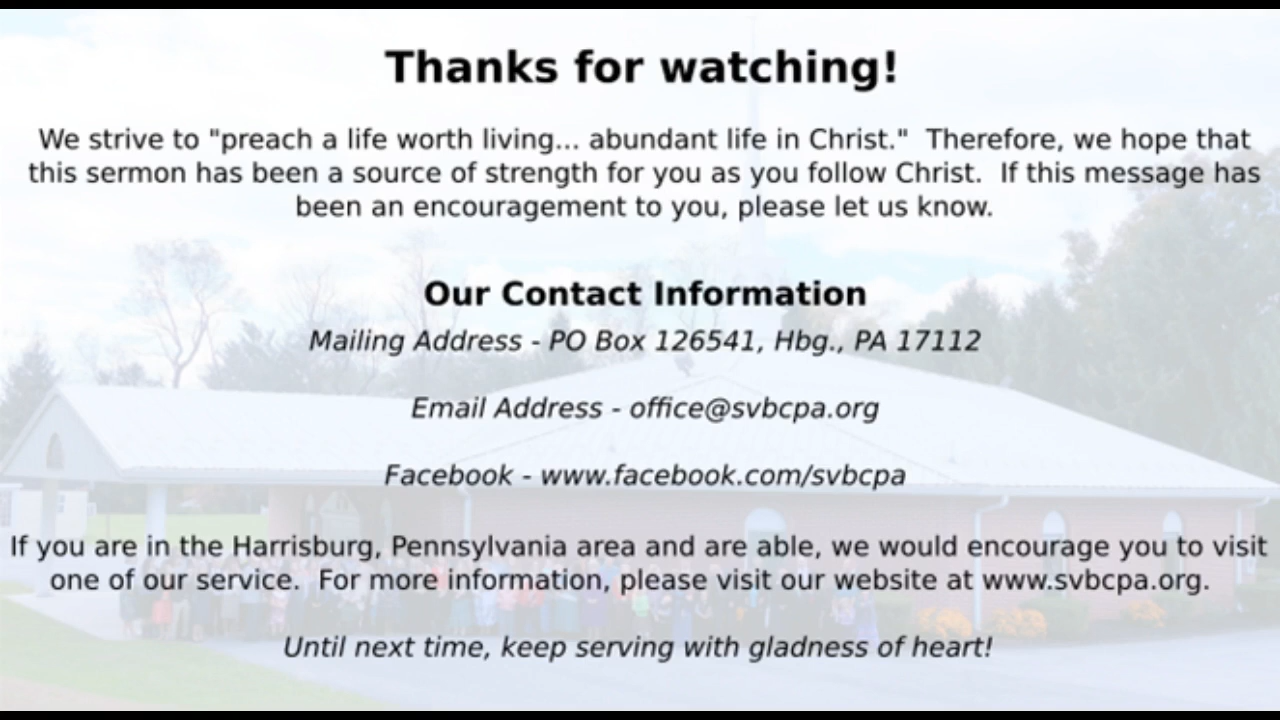 Thanks for watching!
We strive to "preach a life worth living... abundant life in Christ."  Therefore, we hope that
this sermon has been a source of strength for you as you follow Christ.  If this message has
been an encouragement to you, please let us know.
Our Contact Information
Mailing Address - PO Box 126541, Hbg., PA 17112
Email Address - office@svbcpa.org
Facebook - www.facebook.com/svbcpa
If you are in the Harrisburg, Pennsylvania area and are able, we would encourage you to visit
one of our service.  For more information, please visit our website at www.svbcpa.org.
Until next time, keep serving with gladness of heart!